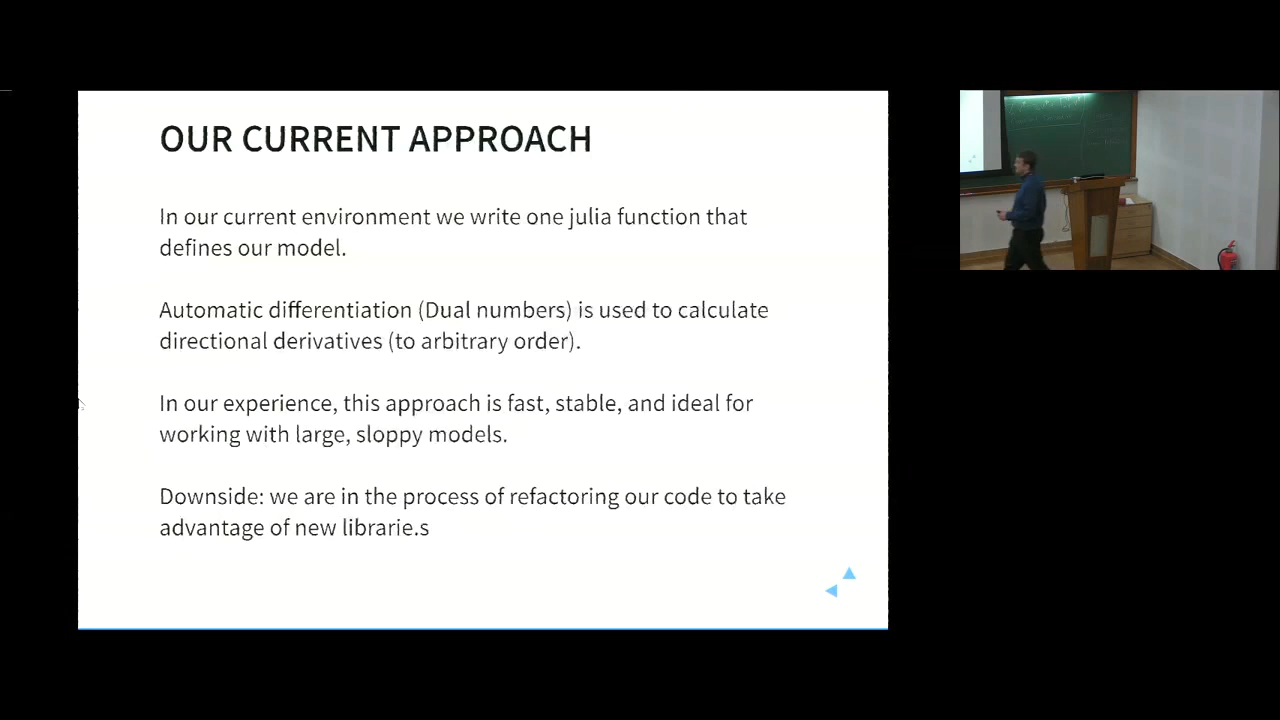 OUR CURRENT APPROACH
In our current environment we write one julia function that
defines our model.
Automatic differentiation (Dual numbers) is used to calculate
directional derivatives (to arbitrary order).
In our experience, this approach is fast, stable, and ideal for
working with large, sloppy models.
Downside: we are in the process of refactoring our code to take
advantage of new librarie.s